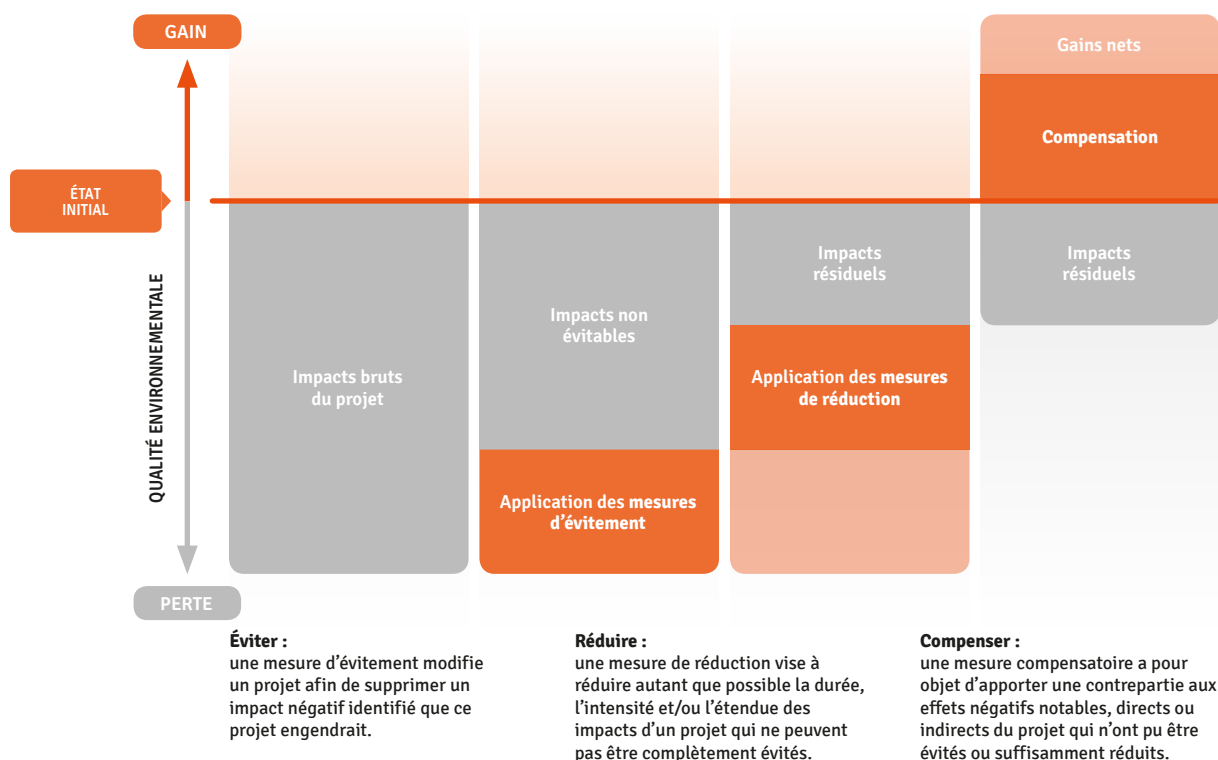 GAIN
Gains nets
Compensation
ÉTAT
INITIAL
QUALITÉ ENVIRONNEMENTALE
Impacts bruts
du projet
Impacts non
évitables
Application des mesures
d’évitement
Impacts
résiduels
Application des mesures
de réduction
Impacts
résiduels
PERTE
Éviter :
une mesure d’évitement modifie
un projet afin de supprimer un
impact négatif identifié que ce
projet engendrait.
Réduire :
une mesure de réduction vise à
réduire autant que possible la durée,
l’intensité et/ou l’étendue des
impacts d’un projet qui ne peuvent
pas être complètement évités.
Compenser :
une mesure compensatoire a pour
objet d’apporter une contrepartie aux
effets négatifs notables, directs ou
indirects du projet qui n’ont pu être
évités ou suffisamment réduits.